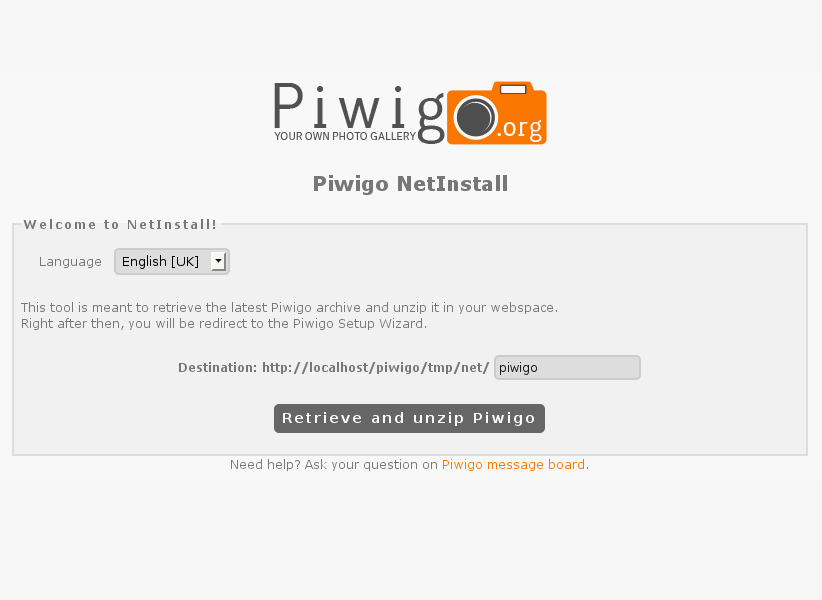 Piwigo.org
YOUR OWN PHOTO GALLERY
Piwigo NetInstall
Welcome to NetInstall!
Language English [UK]
This tool is meant to retrieve the latest Piwigo archive and unzip it in your webspace.
Right after then, you will be redirect to the Piwigo Setup Wizard.
Destination: http://localhost/piwigo/tmp/net/ piwigo
Retrieve and unzip Piwigo
Need help? Ask your question on Piwigo message board.